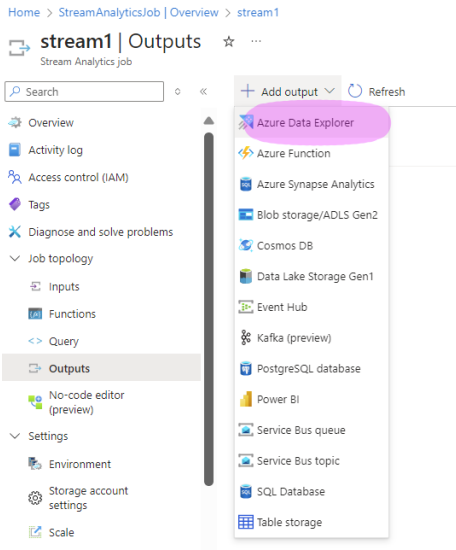 Home > StreamAnalyticsJob | Overview > stream1
stream1 | Outputs
Stream Analytics job
Search
Add output
Refresh
Overview
Activity log
Access control (IAM)
Tags
Diagnose and solve problems
Job topology
Inputs
Functions
Query
Outputs
No-code editor
(preview)
Settings
Environment
Storage account
settings
Scale
Azure Data Explorer
Azure Function
Azure Synapse Analytics
Blob storage/ADLS Gen2
Cosmos DB
Data Lake Storage Gen1
Event Hub
Kafka (preview)
PostgreSQL database
Power BI
Service Bus queue
Service Bus topic
SQL Database
Table storage